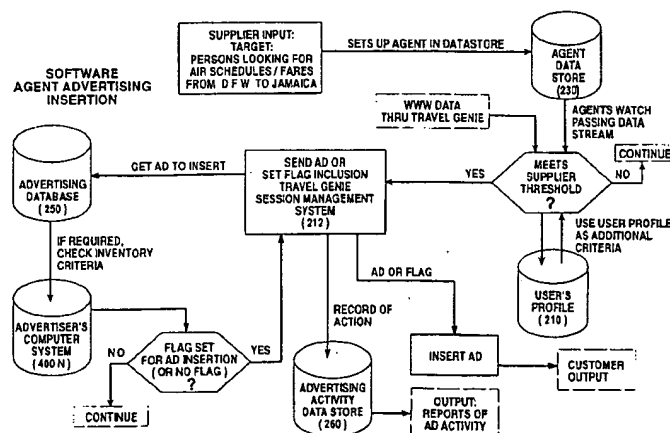 SUPPLIER INPUT:
TARGET:
PERSONS LOOKING FOR
AIR SCHEDULES / FARES
FROM D F W TO JAMAICA
SETS UP AGENT IN DATASTORE
AGENT
DATA
STORE
(230)
SOFTWARE
AGENT ADVERTISING
INSERTION
WWW DATA
THRU TRAVEL GENIE
AGENTS WATCH
PASSING DATA
STREAM
CONTINUE
GET AD TO INSERT
ADVERTISING
DATABASE
(250)
SEND AD OR
SET FLAG INCLUSION
TRAVEL GENIE
SESSION MANAGEMENT
SYSTEM
(212)
YES
MEETS
SUPPLIER
THRESHOLD
?
NO
USE USER PROFILE
AS ADDITIONAL
CRITERIA
IF REQUIRED,
CHECK INVENTORY
CRITERIA
AD OR FLAG
USER'S
PROFILE
(210)
ADVERTISER'S
COMPUTER
SYSTEM
(400 N)
RECORD OF
ACTION
NO
FLAG SET
FOR AD INSERTION
(OR NO FLAG)
?
YES
INSERT AD
CUSTOMER
OUTPUT
CONTINUE
ADVERTISING
ACTIVITY
DATA STORE
(260)
OUTPUT:
REPORTS OF
AD ACTIVITY